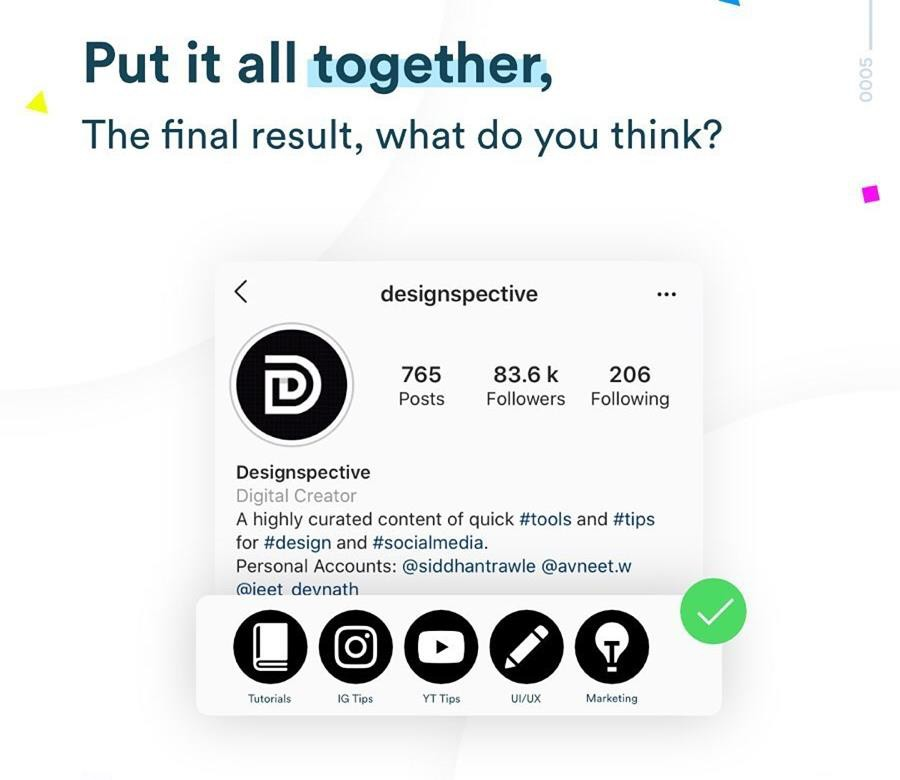 Put it all together,
The final result, what do you think?
0005
designspective
765
Posts
83.6 k
Followers
206
Following
Designspective
Digital Creator
A highly curated content of quick #tools and #tips
for #design and #socialmedia.
Personal Accounts: @siddhantrawle @avneet.w
@jeet_devnath
Tutorials
IG Tips
YT Tips
UI/UX
Marketing